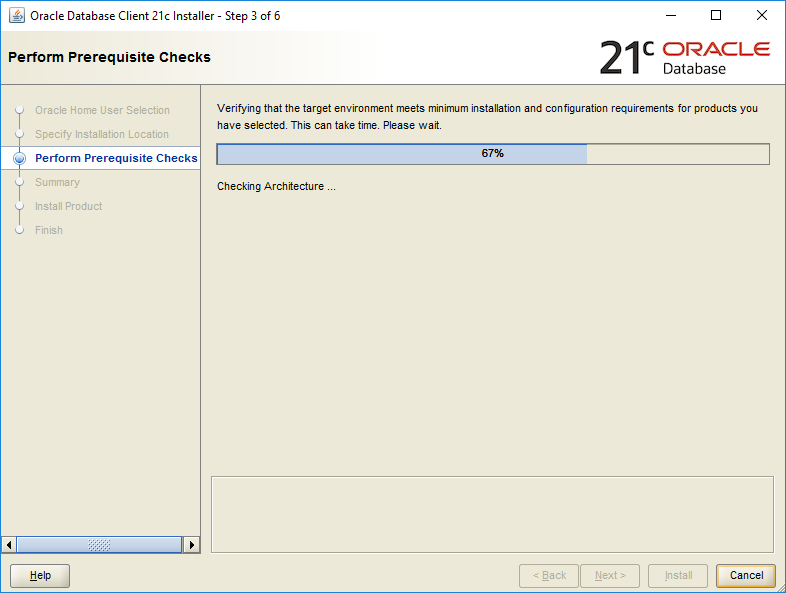 Oracle Database Client 21c Installer - Step 3 of 6
Perform Prerequisite Checks
21c ORACLE
Database
Oracle Home User Selection
Specify Installation Location
Perform Prerequisite Checks
Summary
Install Product
Finish
Verifying that the target environment meets minimum installation and configuration requirements for products you
have selected. This can take time. Please wait.
67%
Checking Architecture ...
Help
< Back
Next >
Install
Cancel